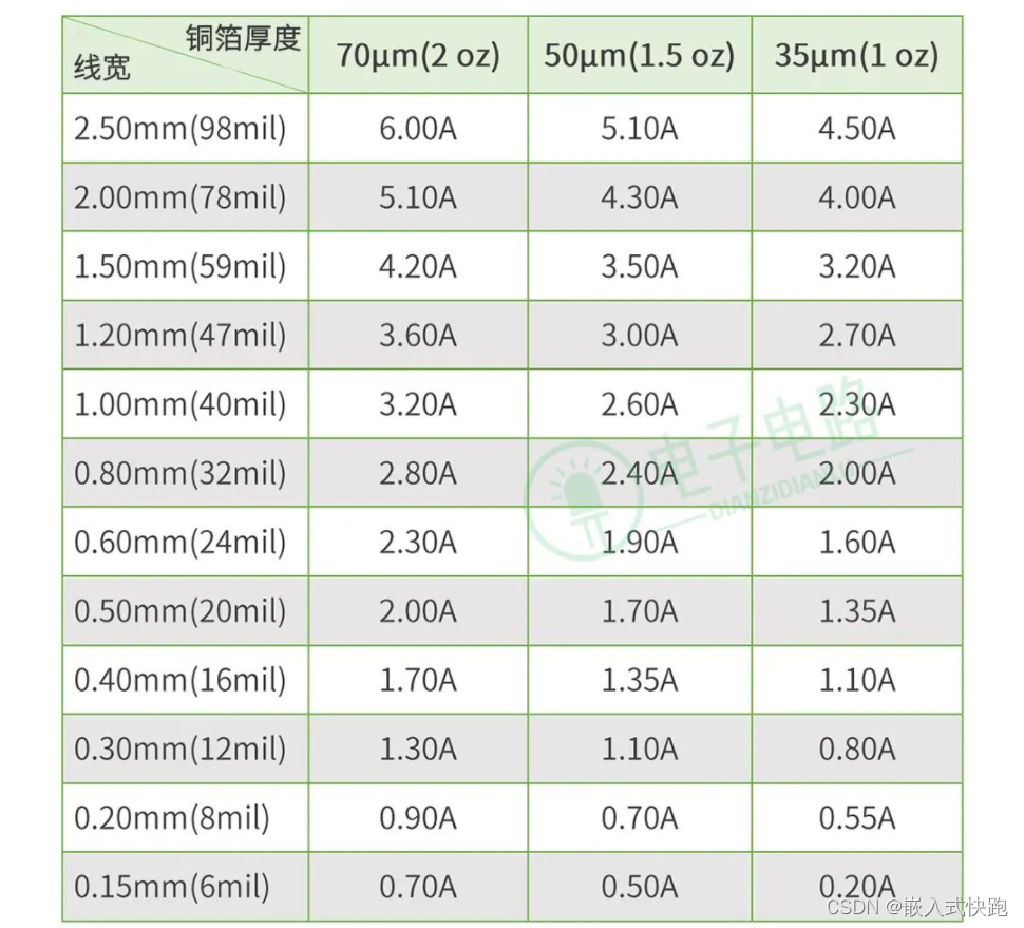 铜箔厚度
线宽
70μm(2 oz) 50μm(1.5 oz) 35μm(1 oz)
2.50mm(98mil) 6.00A 5.10A 4.50A
2.00mm(78mil) 5.10A 4.30A 4.00A
1.50mm(59mil) 4.20A 3.50A 3.20A
1.20mm(47mil) 3.60A 3.00A 2.70A
1.00mm(40mil) 3.20A 2.60A 2.30A
0.80mm(32mil) 2.80A 2.40A 2.00A
0.60mm(24mil) 2.30A 1.90A 1.60A
0.50mm(20mil) 2.00A 1.70A 1.35A
0.40mm(16mil) 1.70A 1.35A 1.10A
0.30mm(12mil) 1.30A 1.10A 0.80A
0.20mm(8mil) 0.90A 0.70A 0.55A
0.15mm(6mil) 0.70A 0.50A 0.20A
电子电路
CSDN @嵌入式快跑